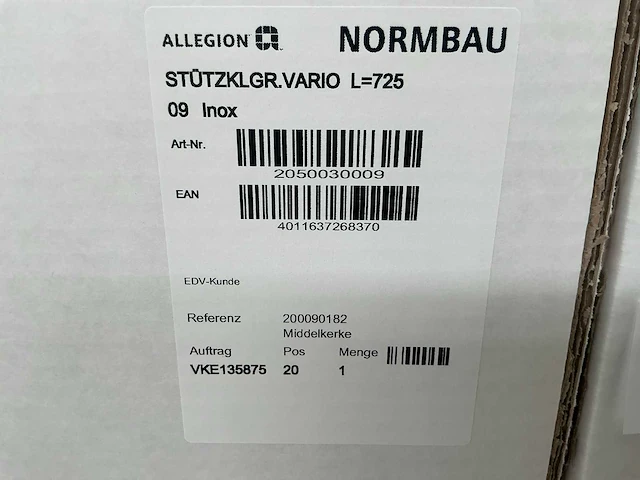 ALLEGION NORMBAU
STÜTZKLGR.VARIO L=725
09 Inox
Art-Nr.
2050030009
EAN
4011637268370
EDV-Kunde
Referenz 200090182
Middelkerke
Auftrag Pos Menge
VKE135875 20 1